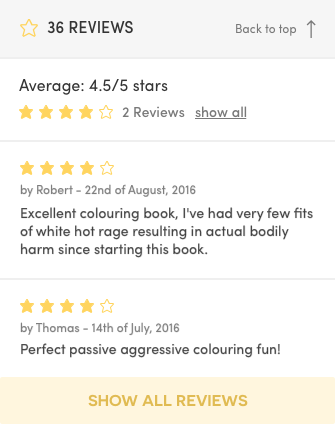 36 REVIEWS
Back to top
Average: 4.5/5 stars
2 Reviews show all
by Robert - 22nd of August, 2016
Excellent colouring book, I've had very few fits
of white hot rage resulting in actual bodily
harm since starting this book.
by Thomas - 14th of July, 2016
Perfect passive aggressive colouring fun!
SHOW ALL REVIEWS